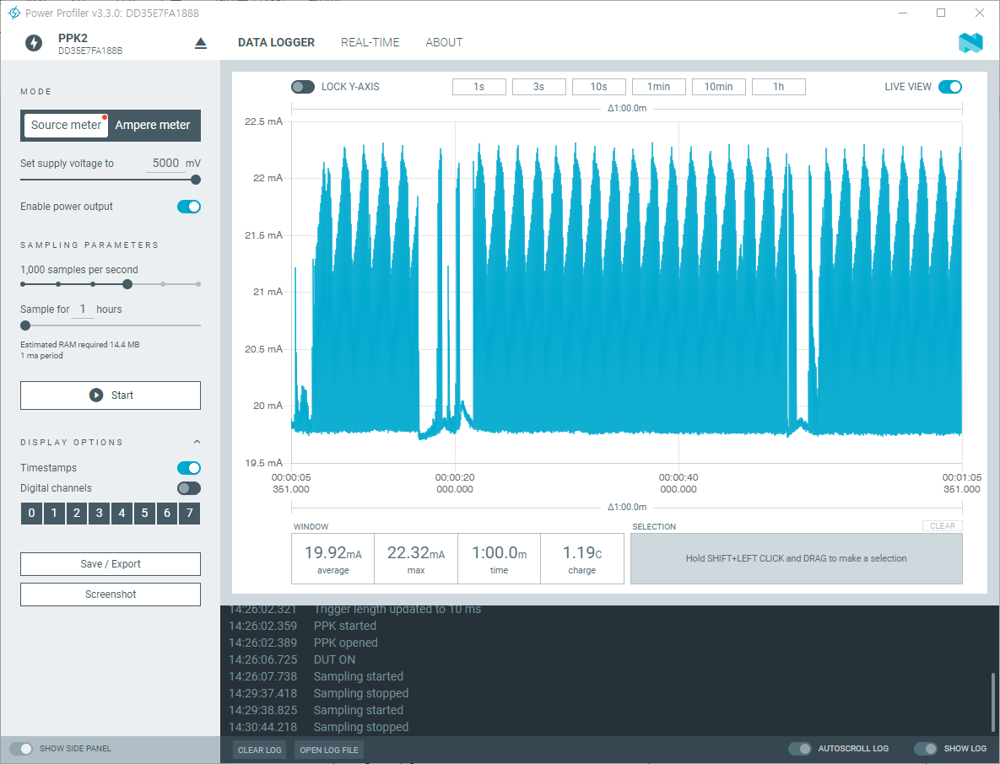 Power Profiler v3.3.0: DD35E7FA188B
PPK2
DD35E7FA188B
DATA LOGGER REAL-TIME ABOUT
MODE
Source meter Ampere meter
Set supply voltage to 5000 mV
Enable power output
SAMPLING PARAMETERS
1,000 samples per second
Sample for 1 hours
Estimated RAM required 14.4 MB
1 ms period
Start
DISPLAY OPTIONS
Timestamps
Digital channels
0 1 2 3 4 5 6 7
Save / Export
Screenshot
SHOW SIDE PANEL
LOCK Y-AXIS 1s 3s 10s 1min 10min 1h LIVE VIEW
Δ1:00.0m
22.5 mA
22 mA
21.5 mA
21 mA
20.5 mA
20 mA
19.5 mA
00:00:05 00:00:20 00:00:40 00:01:05
351.000 000.000 000.000 351.000
Δ1:00.0m
WINDOW SELECTION CLEAR
19.92mA 22.32mA 1:00.0m 1.19C
average max time charge
Hold SHIFT+LEFT CLICK and DRAG to make a selection
14:26:02.321 Trigger length updated to 10 ms
14:26:02.359 PPK started
14:26:02.389 PPK opened
14:26:06.725 DUT ON
14:26:07.738 Sampling started
14:29:37.418 Sampling stopped
14:29:38.825 Sampling started
14:30:44.218 Sampling stopped
CLEAR LOG OPEN LOG FILE AUTOSCROLL LOG SHOW LOG